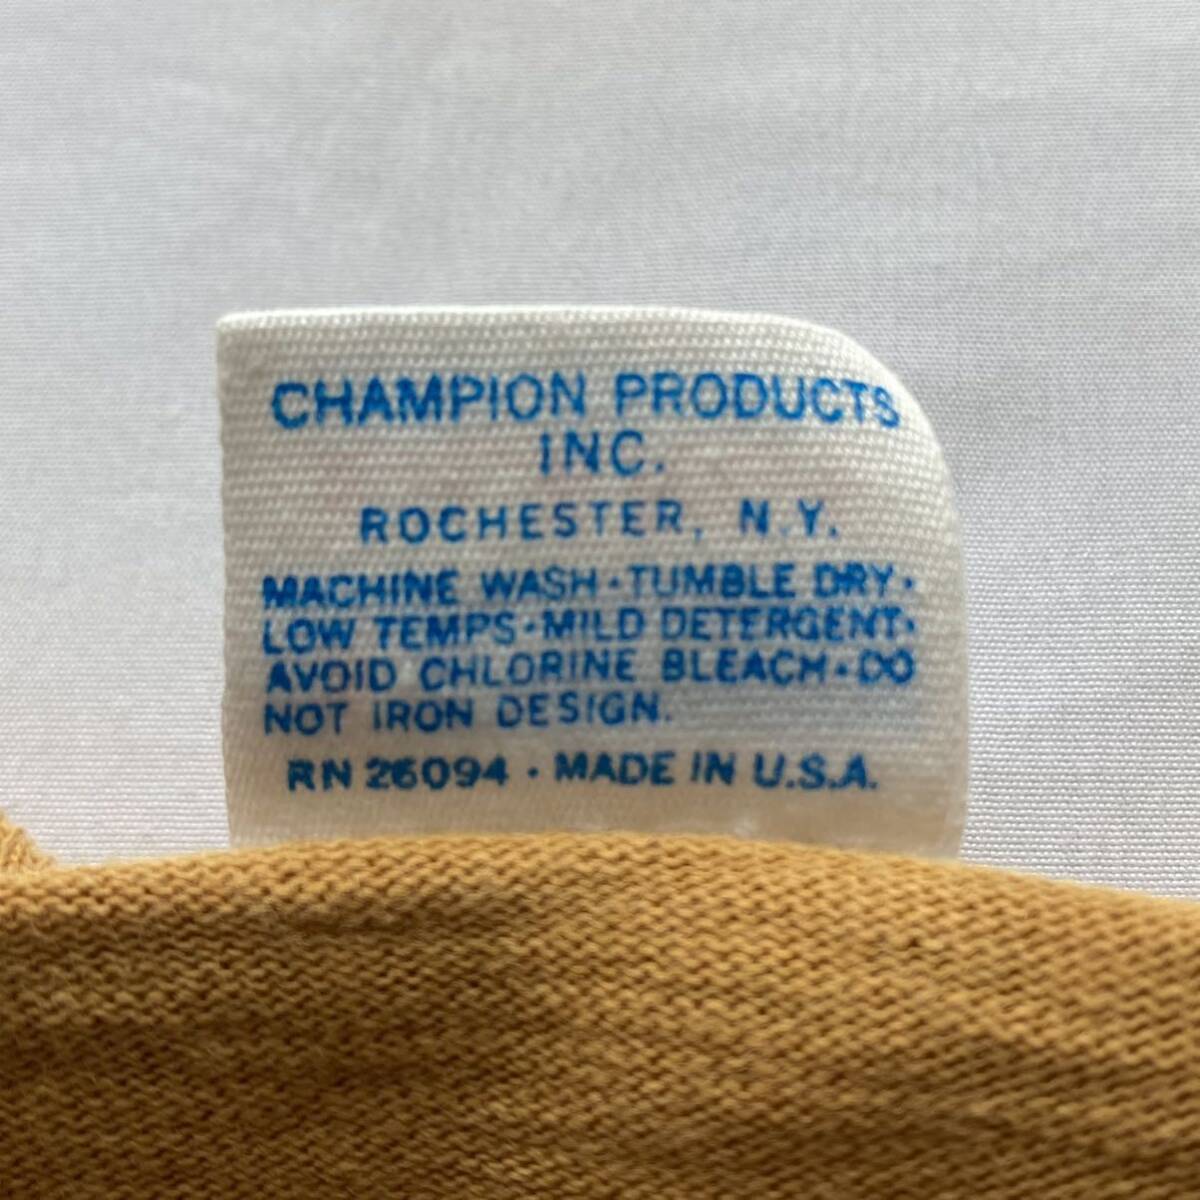 CHAMPION PRODUCTS
INC.
ROCHESTER, N.Y.
MACHINE WASH·TUMBLE DRY·
LOW TEMPS·MILD DETERGENT·
AVOID CHLORINE BLEACH·DO
NOT IRON DESIGN.
RN 26094 · MADE IN U.S.A.